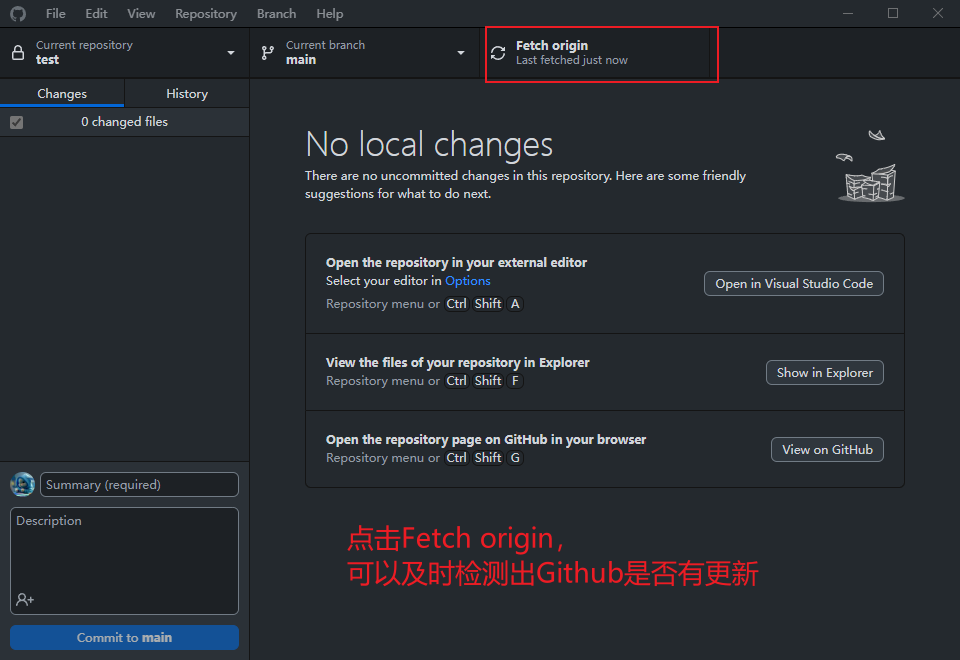 File Edit View Repository Branch Help
Current repository
test
Current branch
main
Fetch origin
Last fetched just now
Changes
History
0 changed files
No local changes
There are no uncommitted changes in this repository. Here are some friendly
suggestions for what to do next.
Open the repository in your external editor
Select your editor in Options
Repository menu or Ctrl Shift A
Open in Visual Studio Code
View the files of your repository in Explorer
Repository menu or Ctrl Shift F
Show in Explorer
Open the repository page on GitHub in your browser
Repository menu or Ctrl Shift G
View on GitHub
Summary (required)
Description
Commit to main
点击Fetch origin，
可以及时检测出Github是否有更新